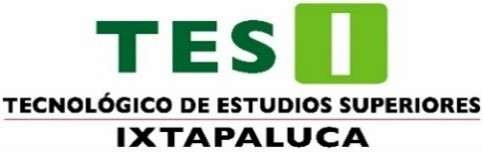 TES I
TECNOLÓGICO DE ESTUDIOS SUPERIORES
IXTAPALUCA